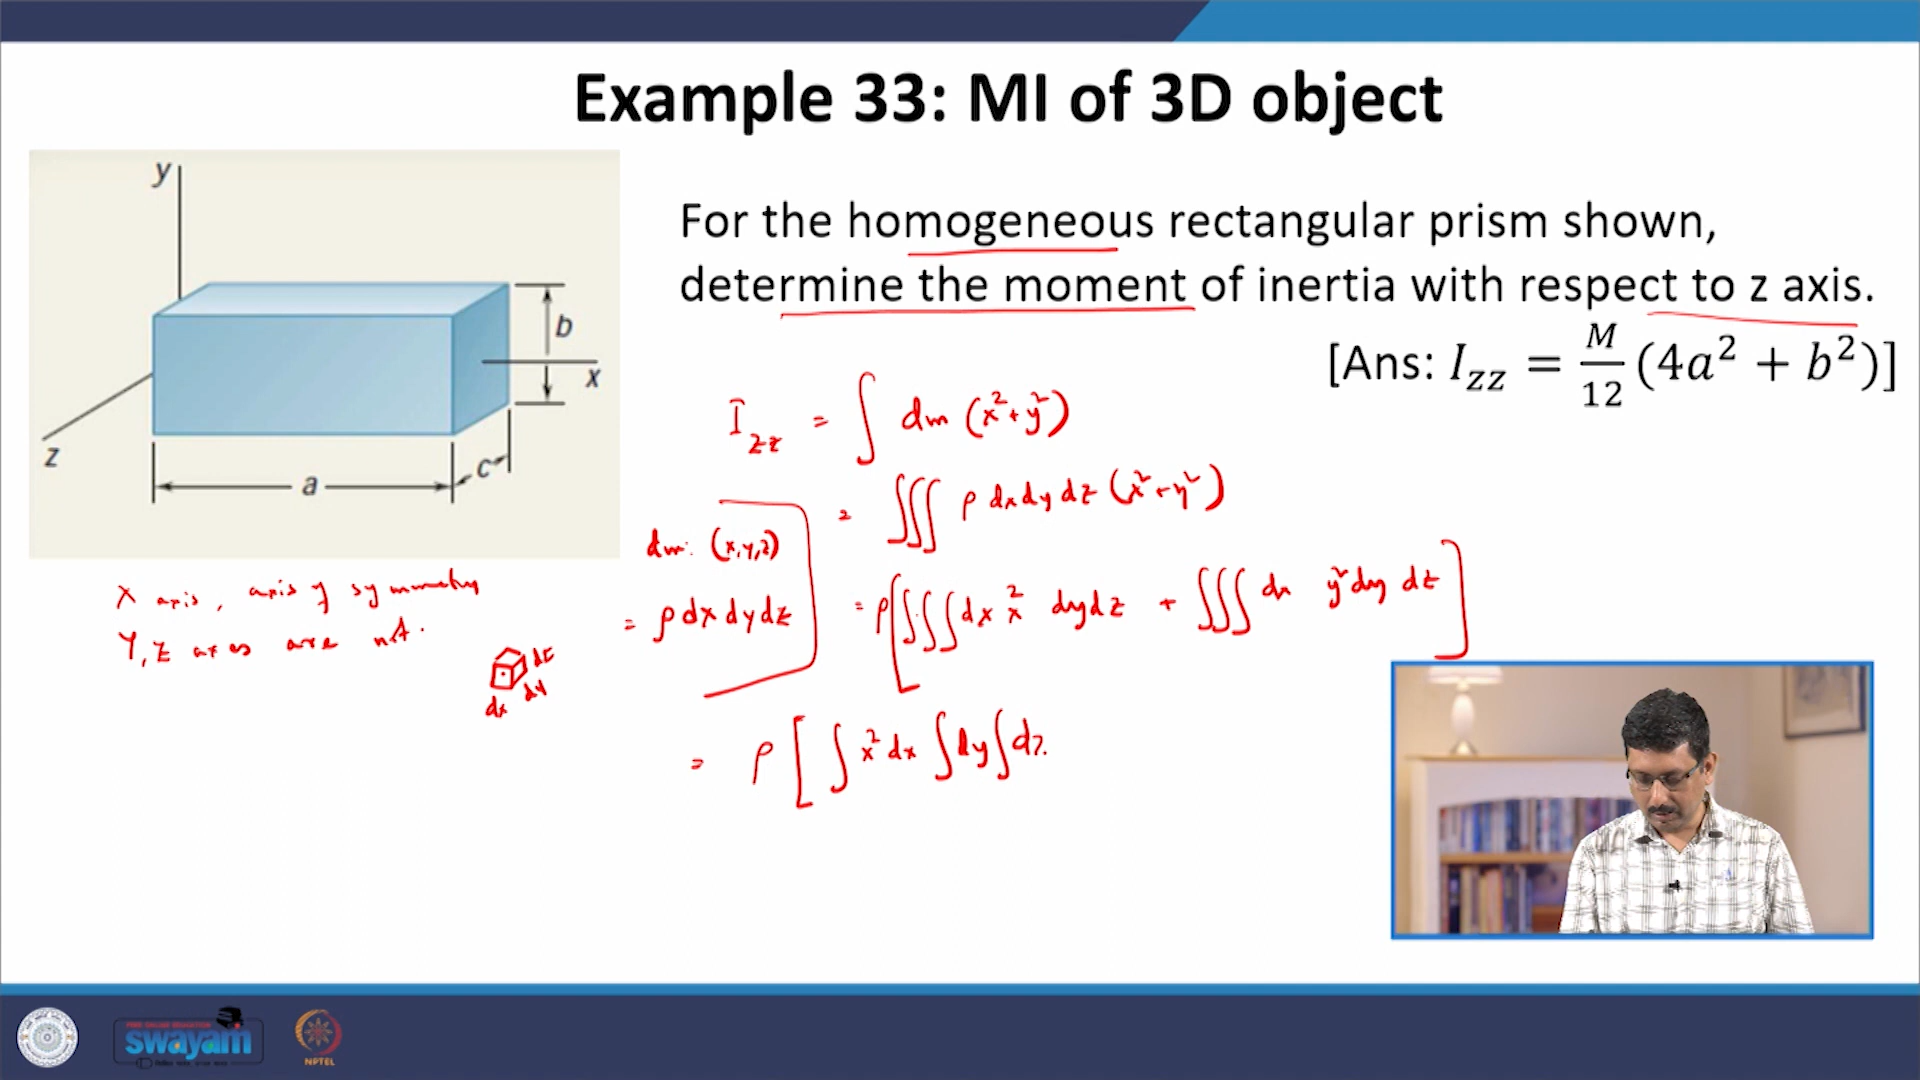 Example 33: MI of 3D object
For the homogeneous rectangular prism shown,
determine the moment of inertia with respect to z axis.
[Ans: I_zz = M/12 (4a² + b²)]
y
b
x
z
a
c
I_zz = ∫ dm (x² + y²)
= ∫∫∫ ρ dx dy dz (x² + y²)
dm: (x,y,z)
= ρ dx dy dz
= ρ[∫∫∫ dx x² dy dz + ∫∫∫ dx y² dy dz]
= ρ[∫ x² dx ∫ dy ∫ dz
X axis, axis of symmetry
Y, Z axes are not.
dz
dy
dx
swayam
NPTEL